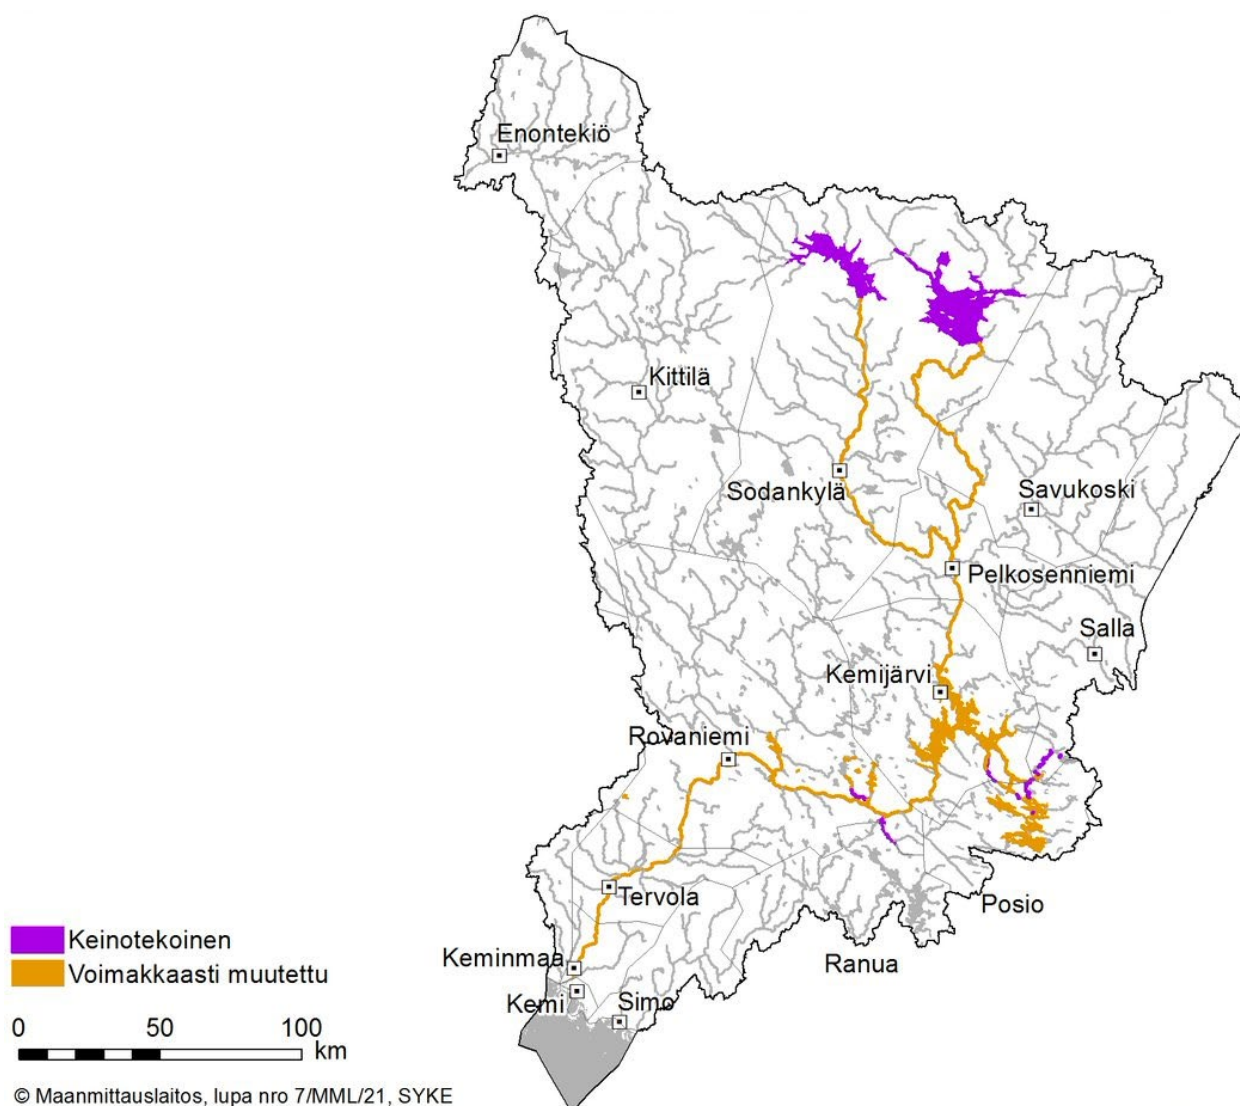 Enontekiö
Kittilä
Sodankylä
Savukoski
Pelkosenniemi
Salla
Kemijärvi
Rovaniemi
Tervola
Posio
Keinotekoinen
Voimakkaasti muutettu
Keminmaa
Ranua
Kemi
Simo
0 50 100
km
© Maanmittauslaitos, lupa nro 7/MML/21, SYKE